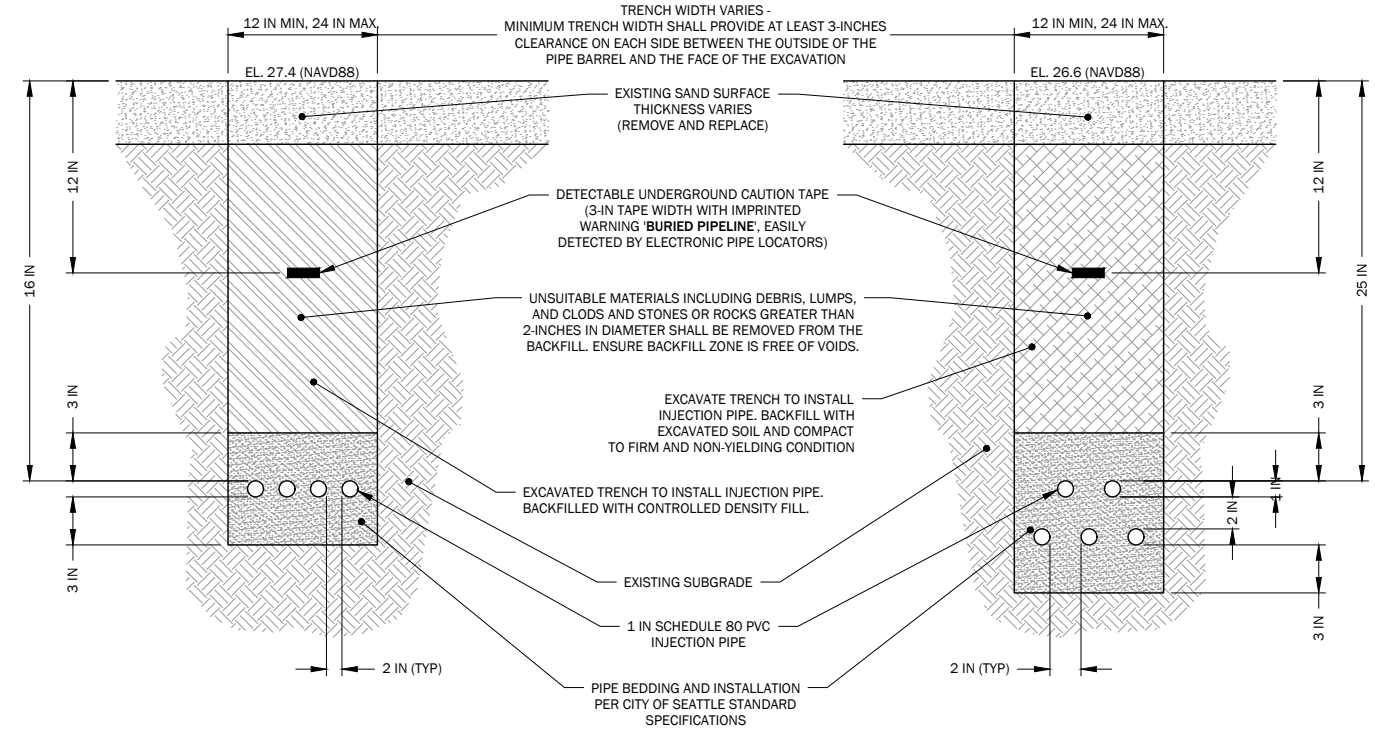 TRENCH WIDTH VARIES -
MINIMUM TRENCH WIDTH SHALL PROVIDE AT LEAST 3-INCHES
CLEARANCE ON EACH SIDE BETWEEN THE OUTSIDE OF THE
PIPE BARREL AND THE FACE OF THE EXCAVATION
12 IN MIN, 24 IN MAX.
12 IN MIN, 24 IN MAX.
EL. 27.4 (NAVD88)
EL. 26.6 (NAVD88)
EXISTING SAND SURFACE
THICKNESS VARIES
(REMOVE AND REPLACE)
12 IN
12 IN
DETECTABLE UNDERGROUND CAUTION TAPE
(3-IN TAPE WIDTH WITH IMPRINTED
WARNING 'BURIED PIPELINE', EASILY
DETECTED BY ELECTRONIC PIPE LOCATORS)
16 IN
25 IN
UNSUITABLE MATERIALS INCLUDING DEBRIS, LUMPS,
AND CLODS AND STONES OR ROCKS GREATER THAN
2-INCHES IN DIAMETER SHALL BE REMOVED FROM THE
BACKFILL. ENSURE BACKFILL ZONE IS FREE OF VOIDS.
3 IN
3 IN
EXCAVATE TRENCH TO INSTALL
INJECTION PIPE. BACKFILL WITH
EXCAVATED SOIL AND COMPACT
TO FIRM AND NON-YIELDING CONDITION
EXCAVATED TRENCH TO INSTALL INJECTION PIPE.
BACKFILLED WITH CONTROLLED DENSITY FILL.
1 IN
2 IN
3 IN
3 IN
EXISTING SUBGRADE
1 IN SCHEDULE 80 PVC
INJECTION PIPE
2 IN (TYP)
2 IN (TYP)
PIPE BEDDING AND INSTALLATION
PER CITY OF SEATTLE STANDARD
SPECIFICATIONS